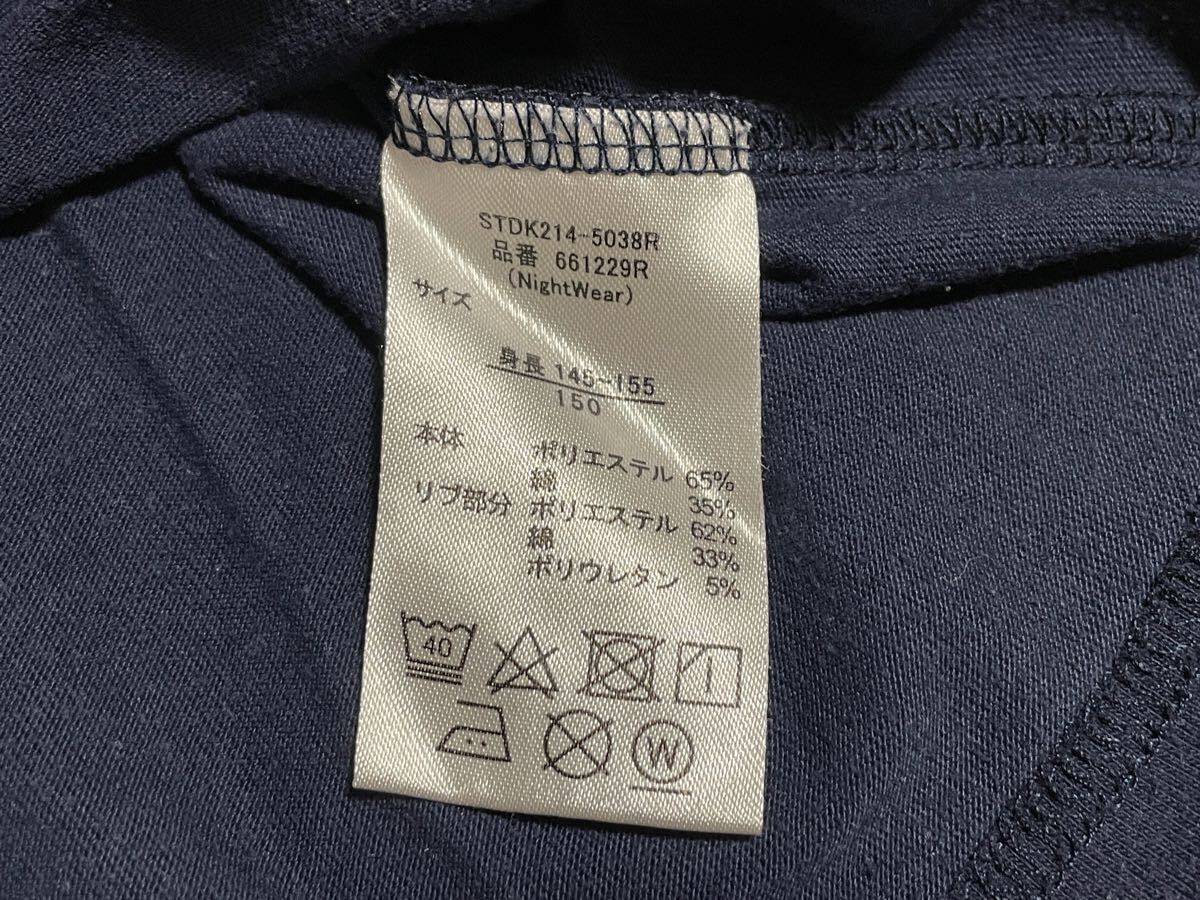 STDK214-5038R
品番 661229R
(NightWear)
サイズ
身長 145-155
150
本体 ポリエステル 65%
綿 35%
リブ部分 ポリエステル 62%
綿 33%
ポリウレタン 5%
40
W